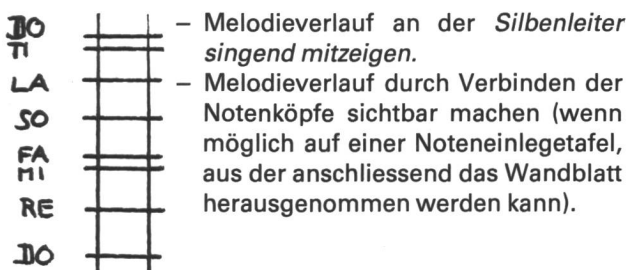 DO
TI
LA
SO
FA
MI
RE
DO
– Melodieverlauf an der Silbenleiter
singend mitzeigen.
– Melodieverlauf durch Verbinden der
Notenköpfe sichtbar machen (wenn
möglich auf einer Noteneinlegetafel,
aus der anschliessend das Wandblatt
herausgenommen werden kann).